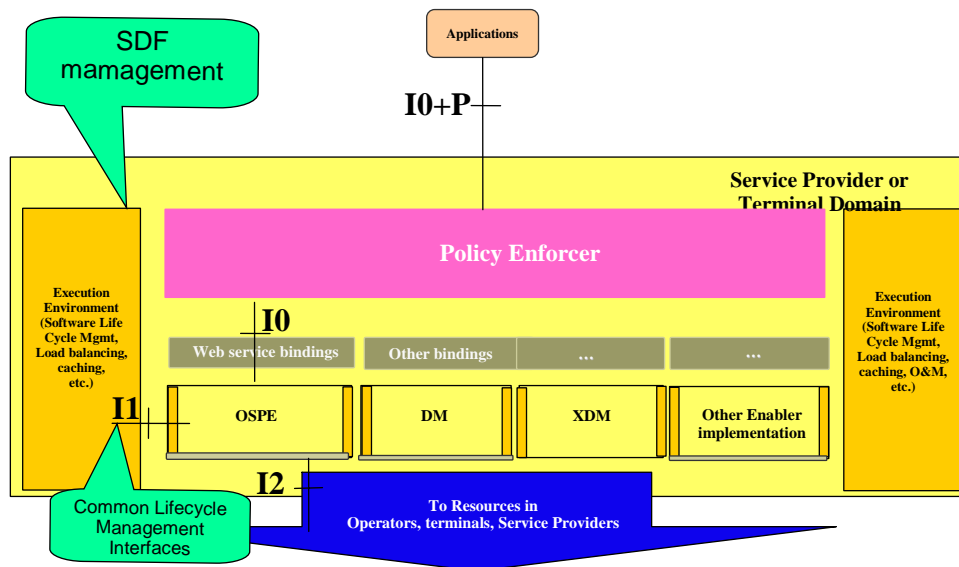 SDF
mamagement
Applications
I0+P
Service Provider or
Terminal Domain
Policy Enforcer
Execution
Environment
(Software Life
Cycle Mgmt,
Load balancing,
caching,
etc.)
Execution
Environment
(Software Life
Cycle Mgmt,
Load balancing,
caching, O&M,
etc.)
I0
Web service bindings
Other bindings
...
...
I1
OSPE
DM
XDM
Other Enabler
implementation
I2
To Resources in
Operators, terminals, Service Providers
Common Lifecycle
Management
Interfaces